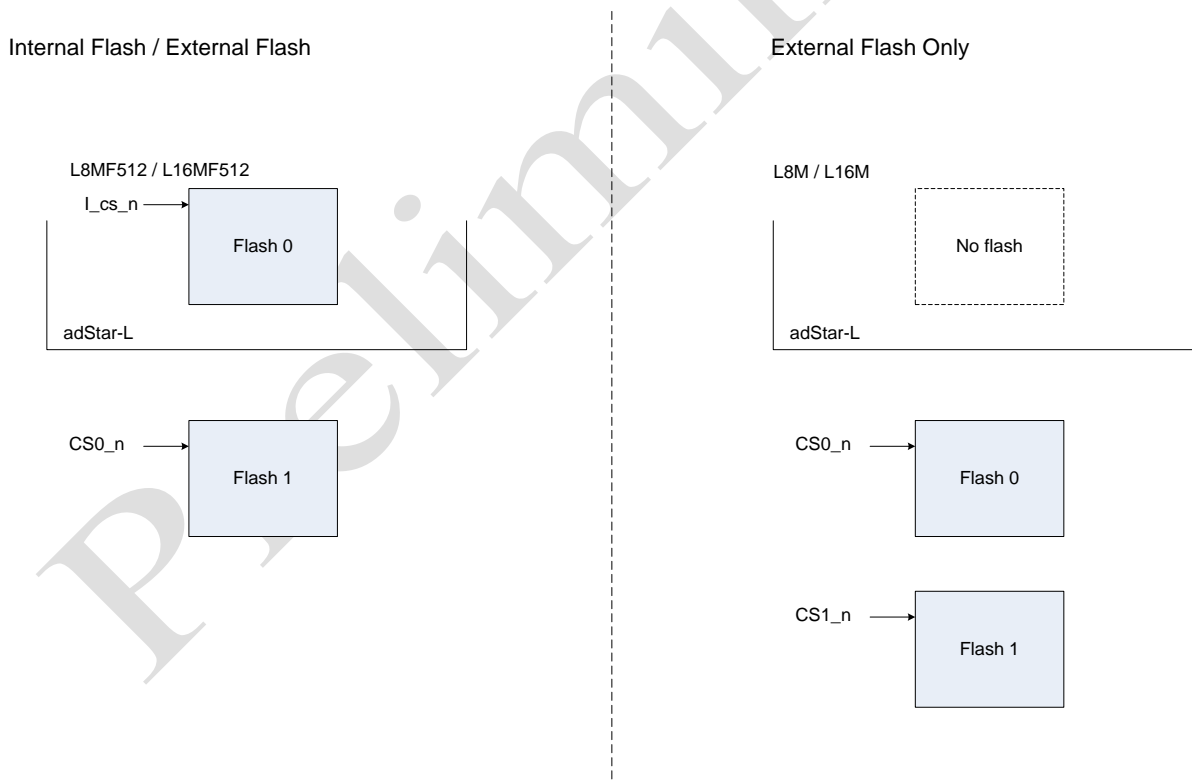 Internal Flash / External Flash
L8MF512 / L16MF512
I_cs_n
Flash 0
adStar-L
CS0_n
Flash 1
External Flash Only
L8M / L16M
No flash
adStar-L
CS0_n
Flash 0
CS1_n
Flash 1
Prelimi